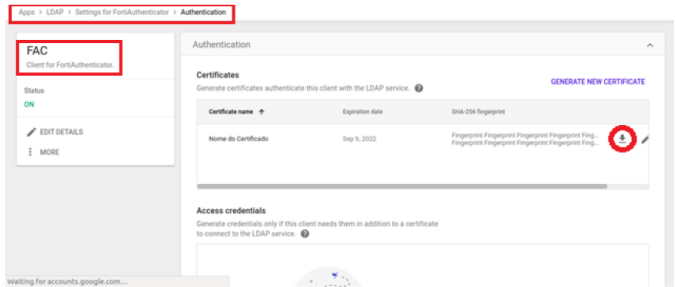 Apps > LDAP > Settings for FortiAuthenticator > Authentication
FAC
Client for FortiAuthenticator.
Status
ON
EDIT DETAILS
MORE
Authentication
Certificates
Generate certificates authenticate this client with the LDAP service.
GENERATE NEW CERTIFICATE
Certificate name
Expiration date
SHA-256 fingerprint
Nome do Certificado
Sep 9, 2022
Fingerprint Fingerprint Fingerprint Fingerprint Fing...
Fingerprint Fingerprint Fingerprint Fingerprint Fing...
Access credentials
Generate credentials only if this client needs them in addition to a certificate
to connect to the LDAP service.
Waiting for accounts.google.com...